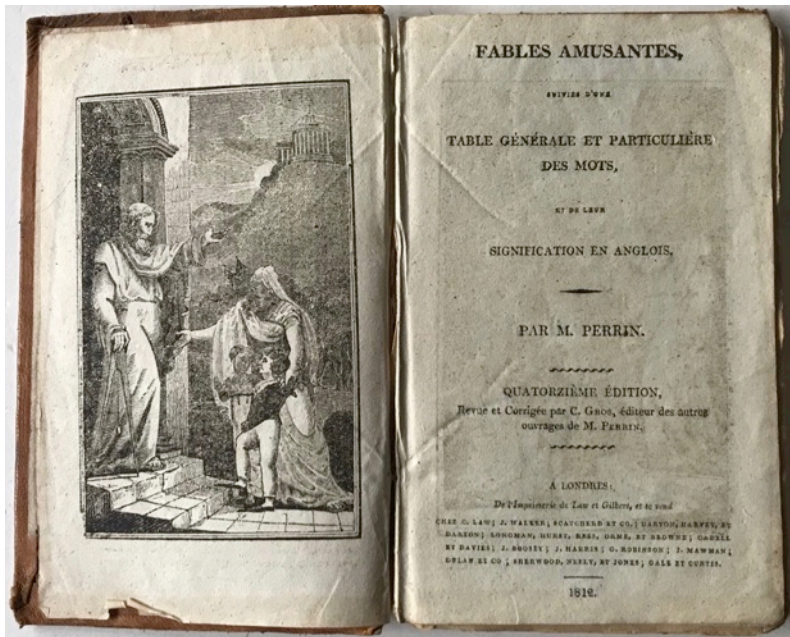 FABLES AMUSANTES,
SUIVIES D'UNE
TABLE GÉNÉRALE ET PARTICULIÉRE
DES MOTS,
ET DE LEUR
SIGNIFICATION EN ANGLOIS.
PAR M. PERRIN.
QUATORZIÈME ÉDITION,
Revue et Corrigée par C. GROS, éditeur des autres
ouvrages de M. PERRIN.
A LONDRES:
De l'Imprimerie de Law et Gilbert, et se vend
CHEZ C. LAW; J. WALKER; SCATCHERD ET CO.; DARTON, HARVEY, ET
DARTON; LONGMAN, HURST, REES, ORME, ET BROWNE; CADELL
ET DAVIES; J. BOOSEY; J. HARRIS; G. ROBINSON; J. MAWMAN;
DULAU ET CO; SHERWOOD, NEELY, ET JONES; GALE ET CURTIS.
1812.